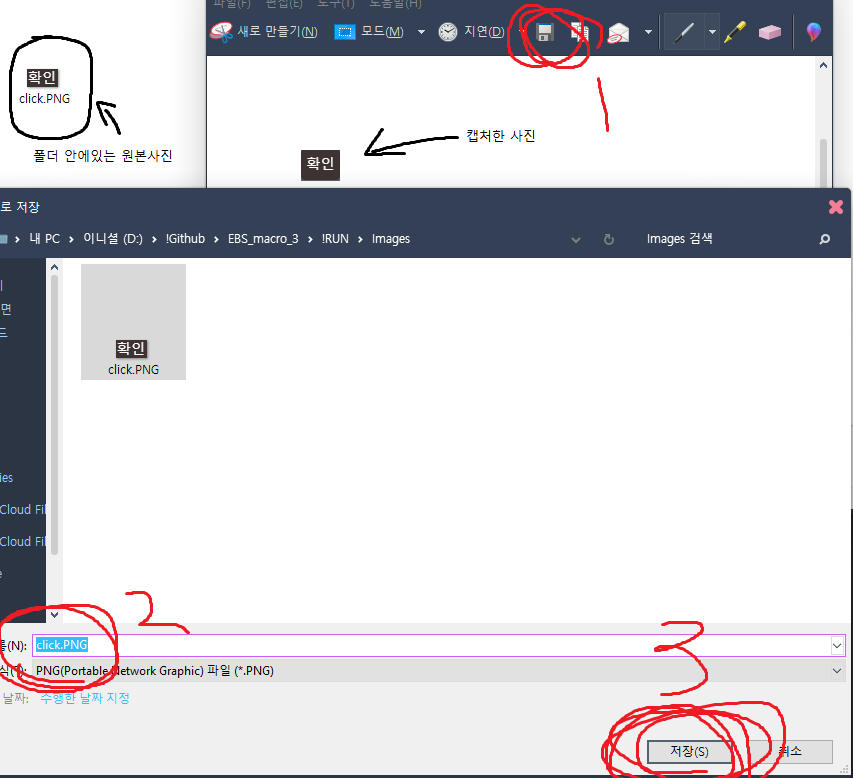 파일(F) 편집(E) 도구(T) 도움말(H)
새로 만들기(N) 모드(M) 지연(D)
확인
click.PNG
1
캡처한 사진
폴더 안에있는 원본사진
확인
로 저장
내 PC > 이니셜 (D:) > !Github > EBS_macro_3 > !RUN > Images
Images 검색
면
드
확인
click.PNG
ies
Cloud Fil
Cloud Fil
e
2
(N): click.PNG
식(T): PNG(Portable Network Graphic) 파일 (*.PNG)
3
날짜: 수행한 날짜 지정
저장(S) 취소